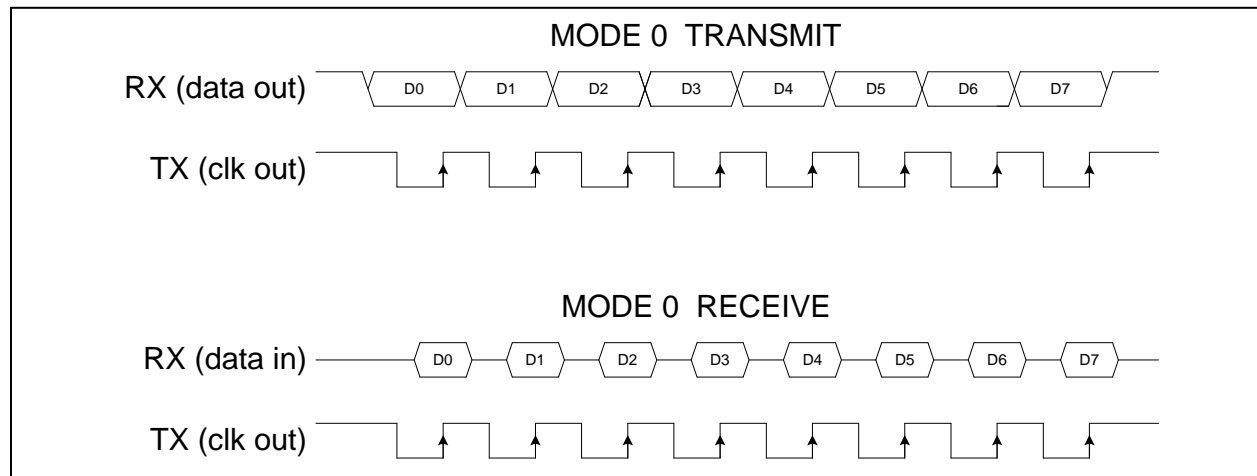 MODE 0 TRANSMIT
RX (data out) D0 D1 D2 D3 D4 D5 D6 D7
TX (clk out)
MODE 0 RECEIVE
RX (data in) D0 D1 D2 D3 D4 D5 D6 D7
TX (clk out)